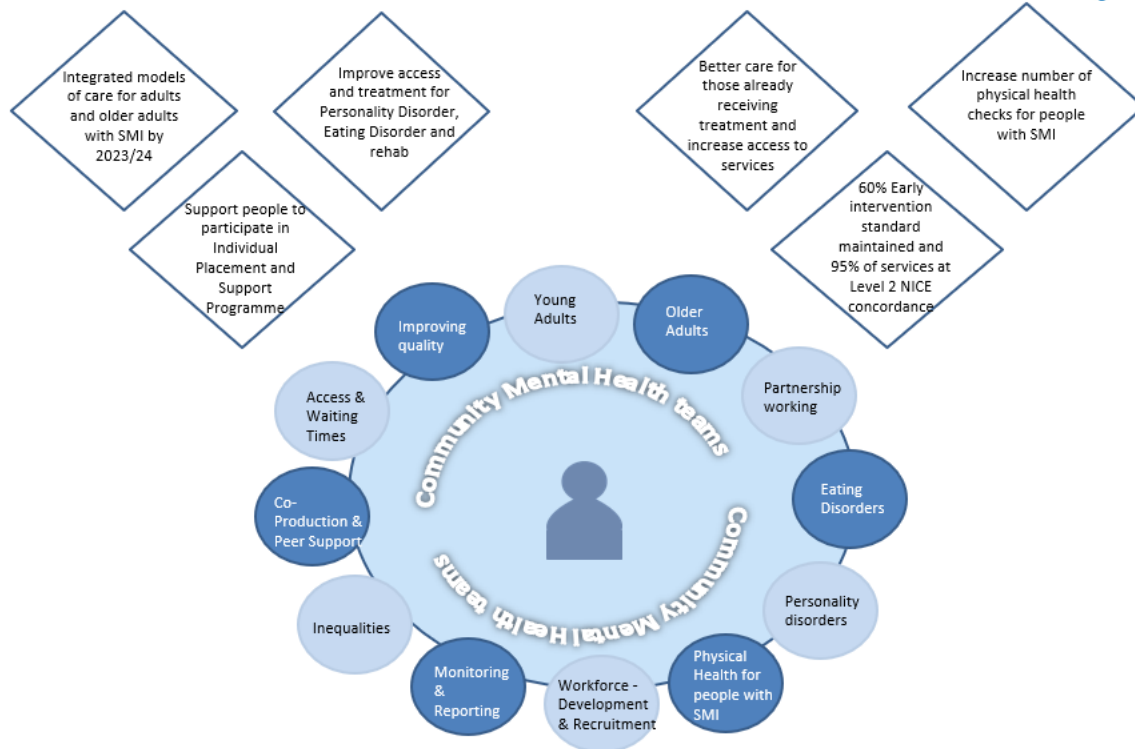 Integrated models
of care for adults
and older adults
with SMI by
2023/24
Improve access
and treatment for
Personality Disorder,
Eating Disorder and
rehab
Better care for
those already
receiving
treatment and
increase access to
services
Increase number of
physical health
checks for people
with SMI
Support people to
participate in
Individual
Placement and
Support
Programme
60% Early
intervention
standard
maintained and
95% of services at
Level 2 NICE
concordance
Young
Adults
Older
Adults
Improving
quality
Partnership
working
Access &
Waiting
Times
Community Mental Health teams
Eating
Disorders
Co-
Production &
Peer Support
Community Mental Health teams
Personality
disorders
Inequalities
Physical
Health for
people with
SMI
Monitoring
&
Reporting
Workforce -
Development
& Recruitment